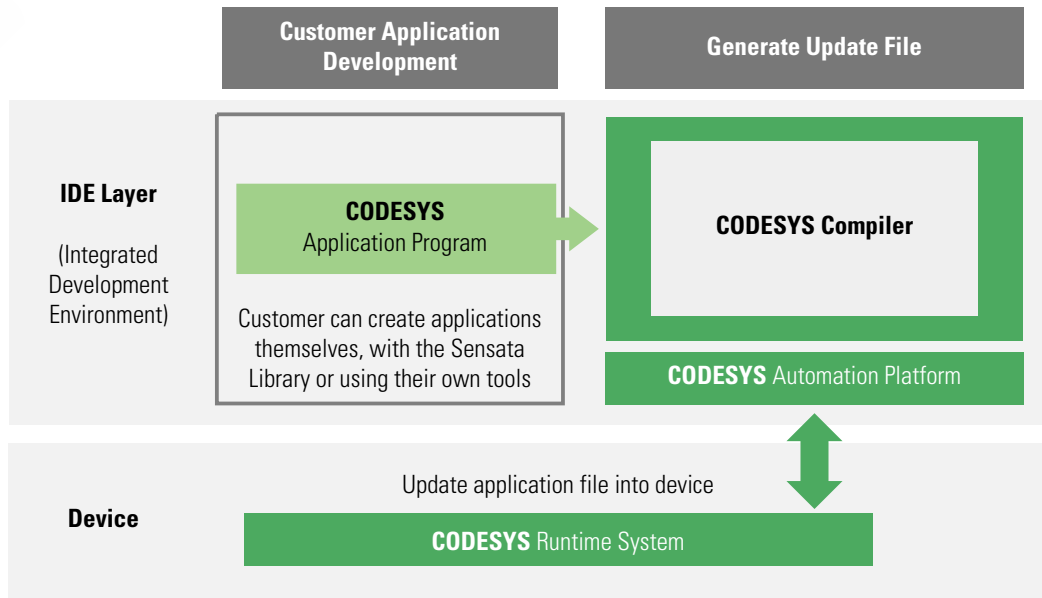 Customer Application
Development
Generate Update File
IDE Layer
(Integrated
Development
Environment)
CODESYS
Application Program
Customer can create applications
themselves, with the Sensata
Library or using their own tools
CODESYS Compiler
CODESYS Automation Platform
Device
Update application file into device
CODESYS Runtime System